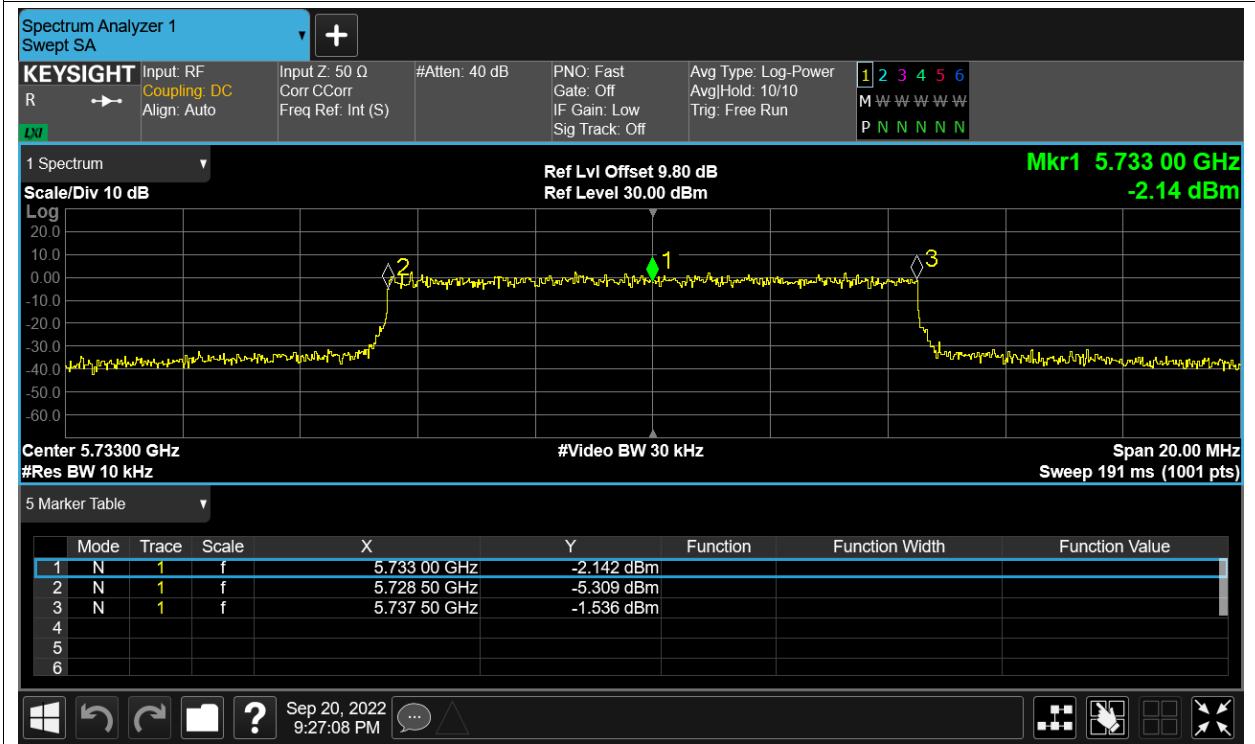 Spectrum Analyzer 1
Swept SA
+
KEYSIGHT
R
LXI
Input: RF
Coupling: DC
Align: Auto
Input Z: 50 Ω
Corr CCorr
Freq Ref: Int (S)
#Atten: 40 dB
PNO: Fast
Gate: Off
IF Gain: Low
Sig Track: Off
Avg Type: Log-Power
Avg|Hold: 10/10
Trig: Free Run
1 2 3 4 5 6
M W W W W W
P N N N N N
1 Spectrum
Scale/Div 10 dB
Ref Lvl Offset 9.80 dB
Ref Level 30.00 dBm
Mkr1 5.733 00 GHz
-2.14 dBm
Log
20.0
10.0
0.00
-10.0
-20.0
-30.0
-40.0
-50.0
-60.0
2
1
3
Center 5.73300 GHz
#Video BW 30 kHz
Span 20.00 MHz
#Res BW 10 kHz
Sweep 191 ms (1001 pts)
5 Marker Table
Mode Trace Scale X Y Function Function Width Function Value
1 N 1 f 5.733 00 GHz -2.142 dBm
2 N 1 f 5.728 50 GHz -5.309 dBm
3 N 1 f 5.737 50 GHz -1.536 dBm
4
5
6
?
Sep 20, 2022
9:27:08 PM